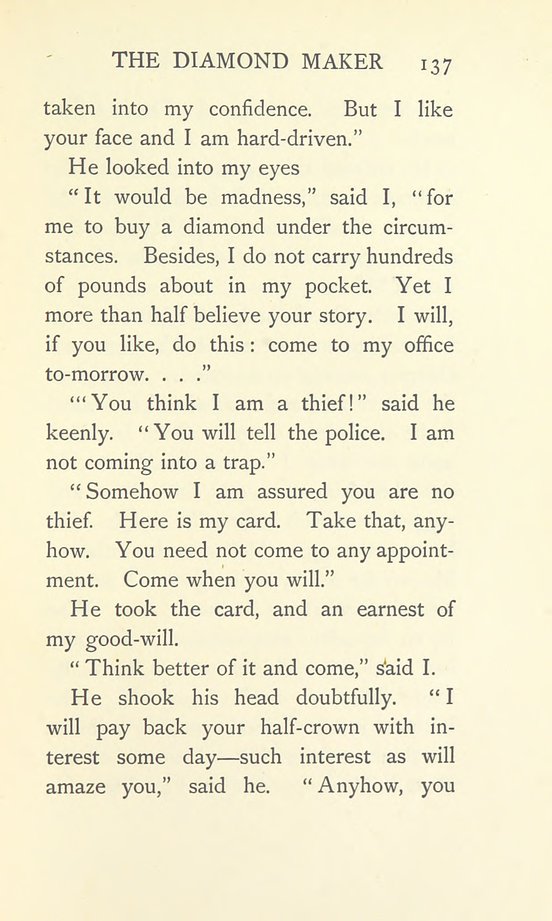 THE DIAMOND MAKER 137
taken into my confidence. But I like
your face and I am hard-driven.”
He looked into my eyes
“It would be madness,” said I, “for
me to buy a diamond under the circum-
stances. Besides, I do not carry hundreds
of pounds about in my pocket. Yet I
more than half believe your story. I will,
if you like, do this: come to my office
to-morrow. . . .”
“‘You think I am a thief!” said he
keenly. “You will tell the police. I am
not coming into a trap.”
“Somehow I am assured you are no
thief. Here is my card. Take that, any-
how. You need not come to any appoint-
ment. Come when you will.”
He took the card, and an earnest of
my good-will.
“Think better of it and come,” said I.
He shook his head doubtfully. “I
will pay back your half-crown with in-
terest some day—such interest as will
amaze you,” said he. “Anyhow, you